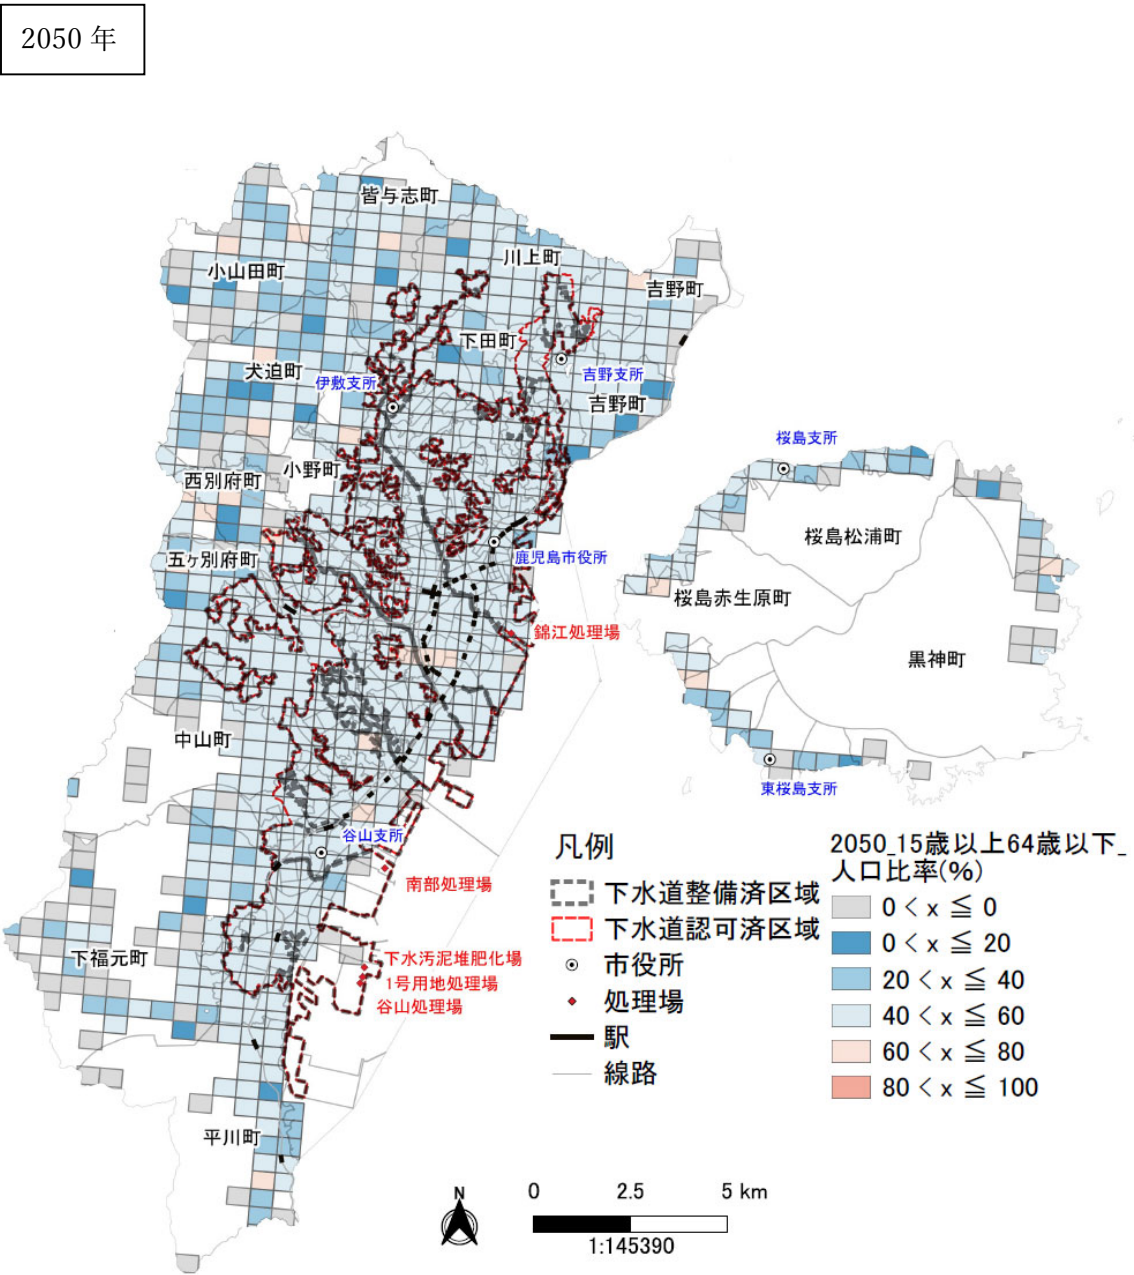 2050 年
皆与志町
川上町
小山田町
吉野町
下田町
犬迫町
伊敷支所
吉野支所
吉野町
桜島支所
小野町
西別府町
桜島松浦町
鹿児島市役所
五ヶ別府町
桜島赤生原町
錦江処理場
黒神町
中山町
東桜島支所
谷山支所
南部処理場
下福元町
下水汚泥堆肥化場
1号用地処理場
谷山処理場
平川町
凡例
下水道整備済区域
下水道認可済区域
市役所
処理場
駅
線路
2050_15歳以上64歳以下_
人口比率(%)
0 < x ≦ 0
0 < x ≦ 20
20 < x ≦ 40
40 < x ≦ 60
60 < x ≦ 80
80 < x ≦ 100
N
0 2.5 5 km
1:145390